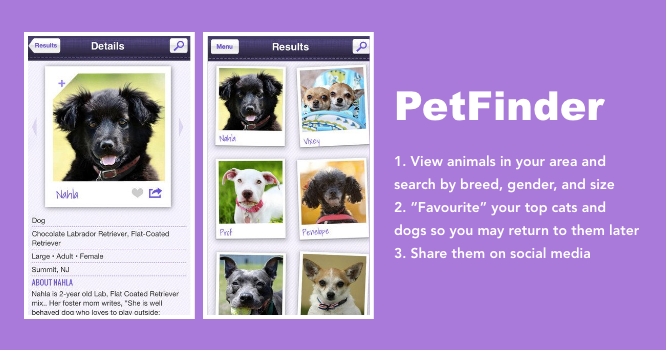 Results
Details
Nahla
Dog
Chocolate Labrador Retriever, Flat-Coated
Retriever
Large • Adult • Female
Summit, NJ
ABOUT NAHLA
Nahla is 2-year old Lab, Flat Coated Retriever
mix.. Her foster mom writes, "She is well
behaved dog who loves to play outside:
Menu
Results
Nahla
Vixey
Prof
Penelope
PetFinder
1. View animals in your area and
search by breed, gender, and size
2. “Favourite” your top cats and
dogs so you may return to them later
3. Share them on social media